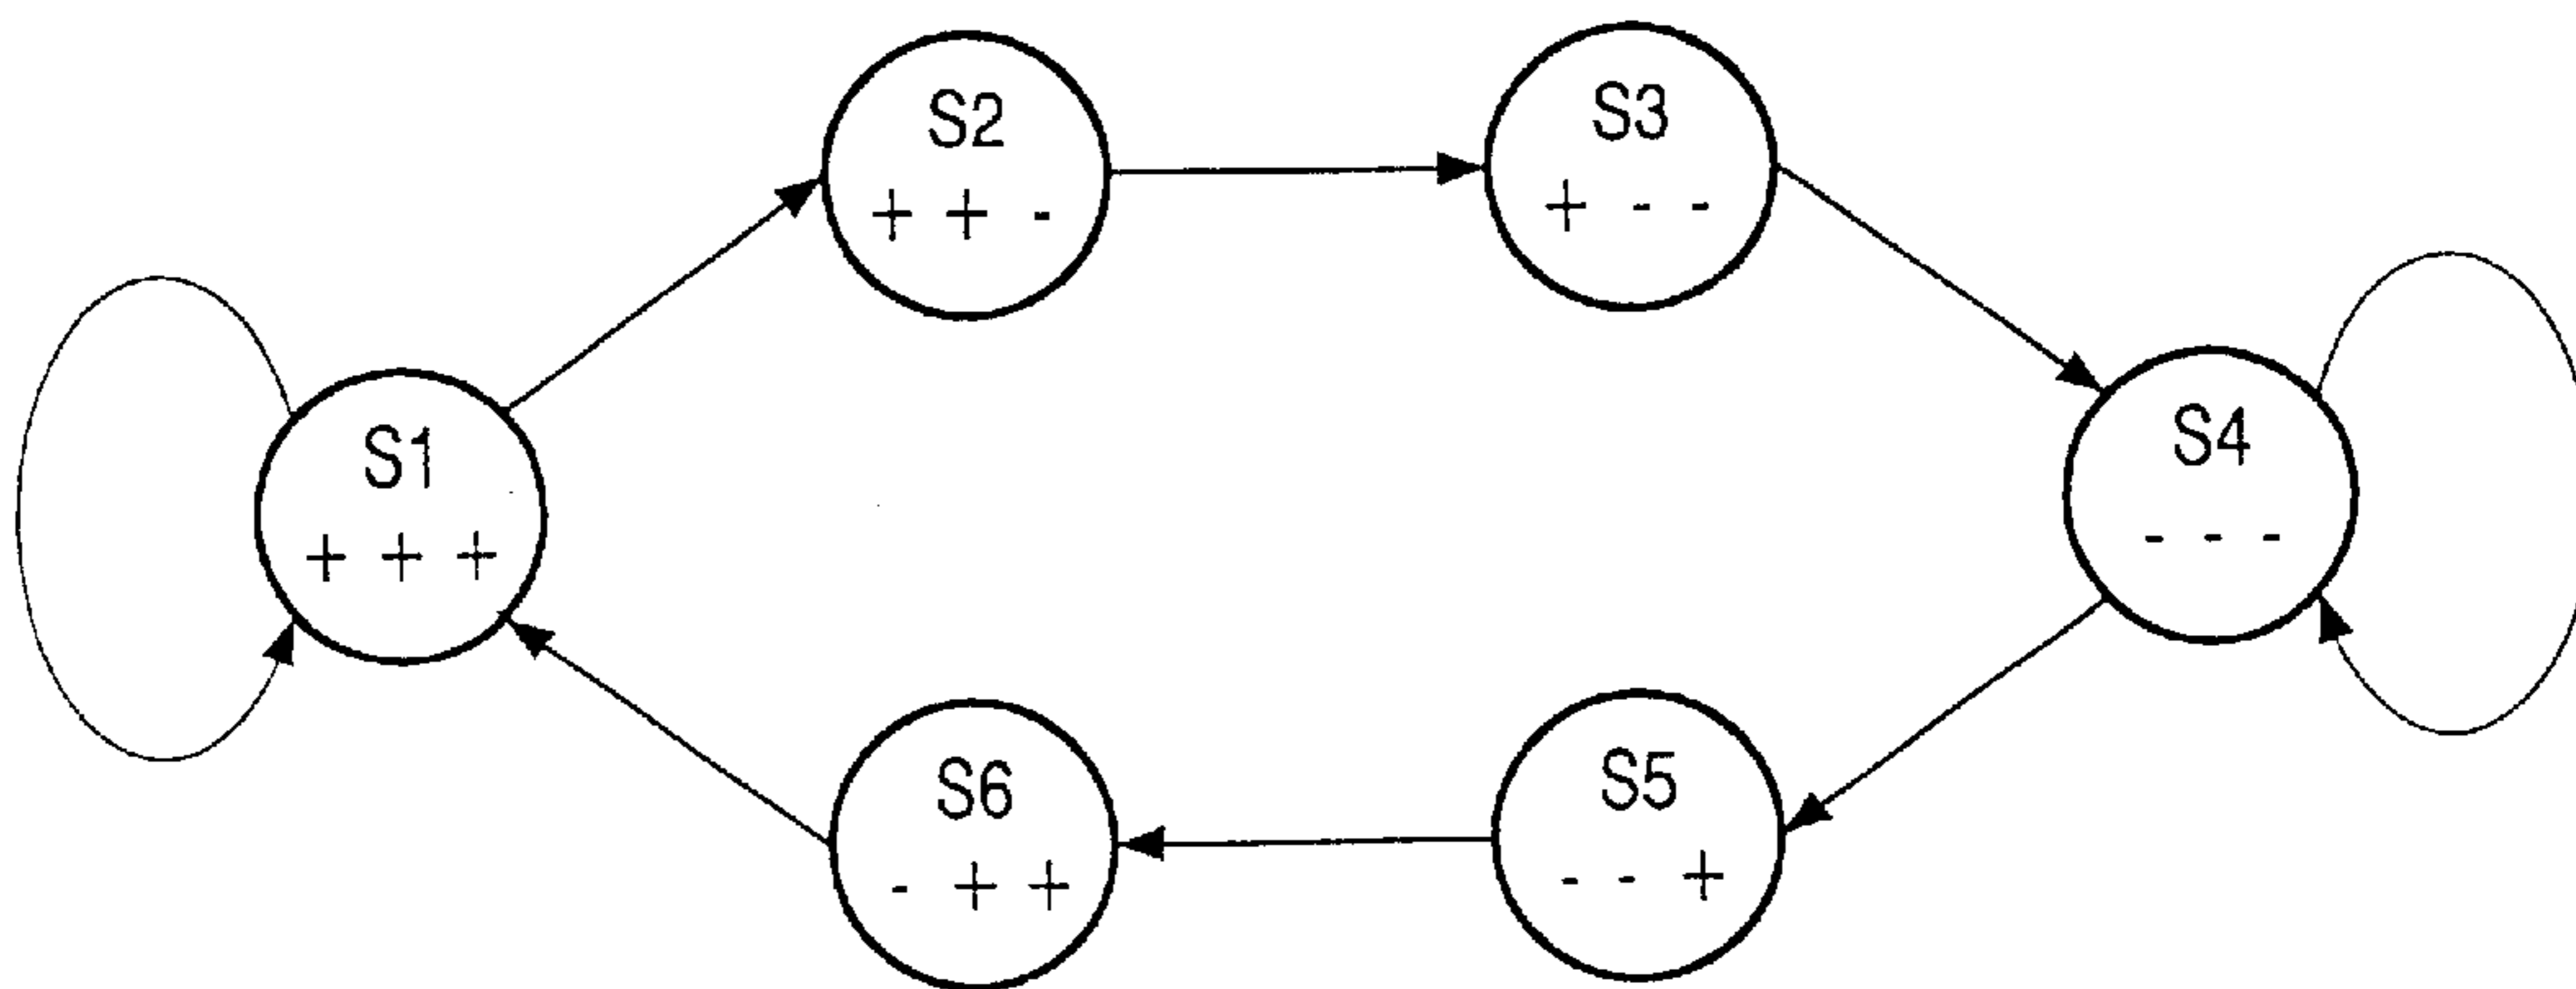 S2
+ + -
S3
+ - -
S1
+ + +
S4
- - -
S6
- + +
S5
- - +